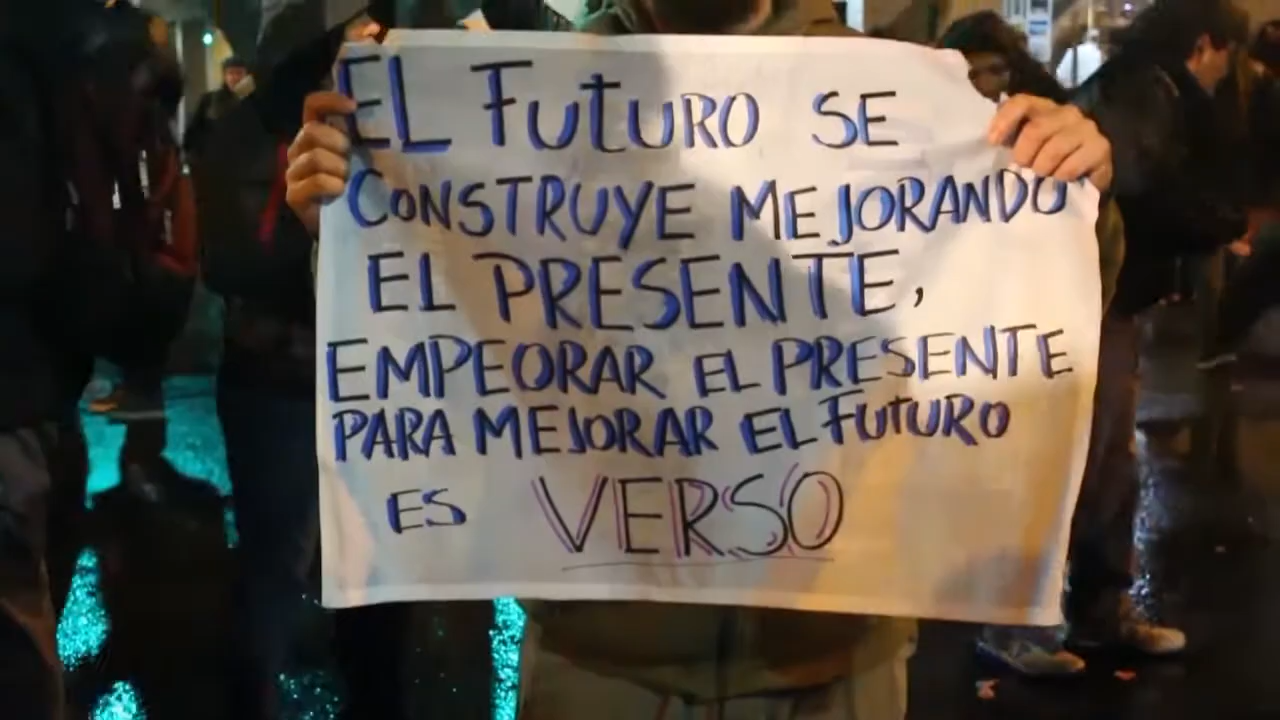 EL FUTURO SE
CONSTRUYE MEJORANDO
EL PRESENTE,
EMPEORAR EL PRESENTE
PARA MEJORAR EL FUTURO
ES VERSO